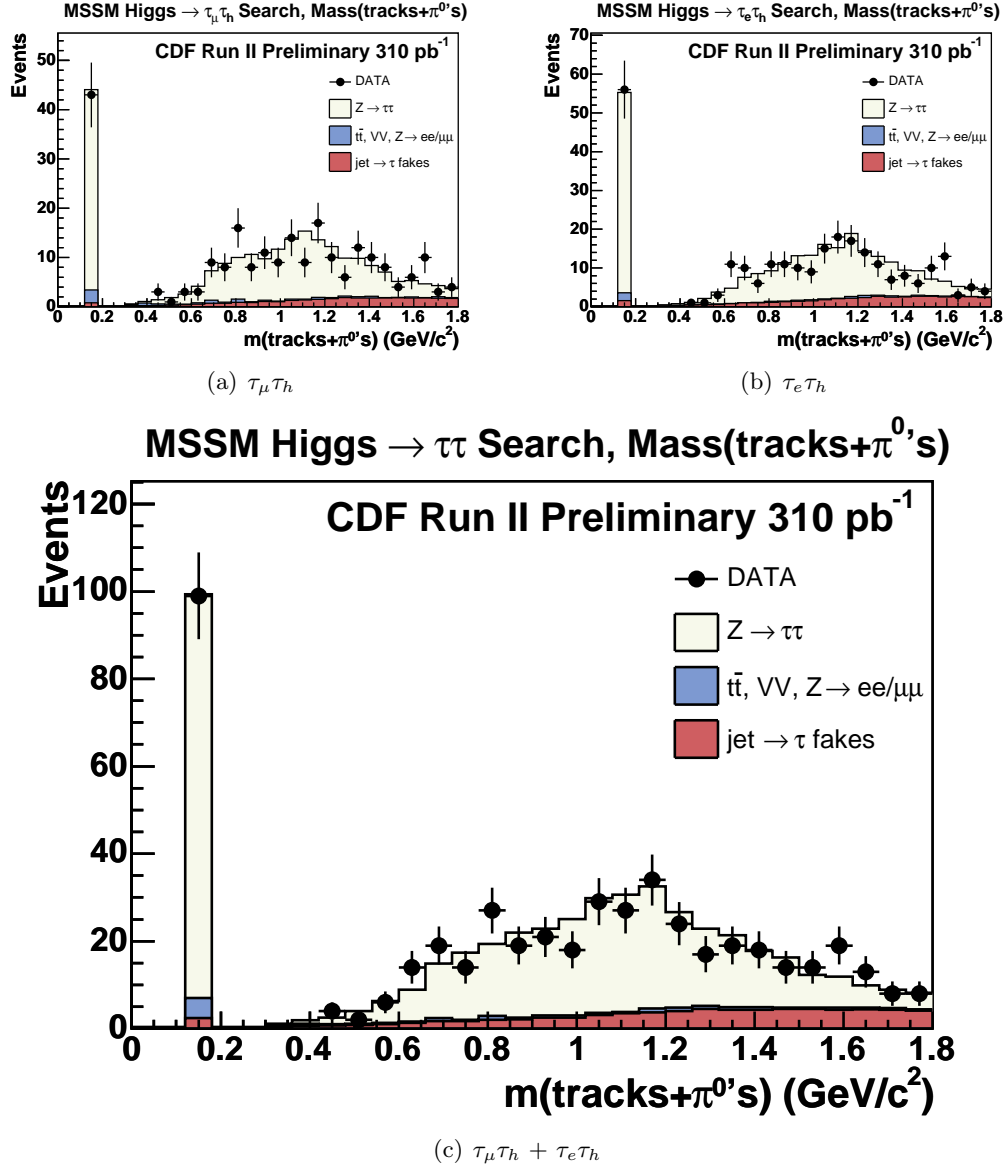 MSSM Higgs → τμτh Search, Mass(tracks+π⁰'s)
Events
CDF Run II Preliminary 310 pb⁻¹
DATA
Z → ττ
tt̄, VV, Z → ee/μμ
jet → τ fakes
50
40
30
20
10
0
0 0.2 0.4 0.6 0.8 1 1.2 1.4 1.6 1.8
m(tracks+π⁰'s) (GeV/c²)
(a) τμτh
MSSM Higgs → τeτh Search, Mass(tracks+π⁰'s)
Events
CDF Run II Preliminary 310 pb⁻¹
DATA
Z → ττ
tt̄, VV, Z → ee/μμ
jet → τ fakes
70
60
50
40
30
20
10
0
0 0.2 0.4 0.6 0.8 1 1.2 1.4 1.6 1.8
m(tracks+π⁰'s) (GeV/c²)
(b) τeτh
MSSM Higgs → ττ Search, Mass(tracks+π⁰'s)
Events
CDF Run II Preliminary 310 pb⁻¹
DATA
Z → ττ
tt̄, VV, Z → ee/μμ
jet → τ fakes
120
100
80
60
40
20
0
0 0.2 0.4 0.6 0.8 1 1.2 1.4 1.6 1.8
m(tracks+π⁰'s) (GeV/c²)
(c) τμτh + τeτh